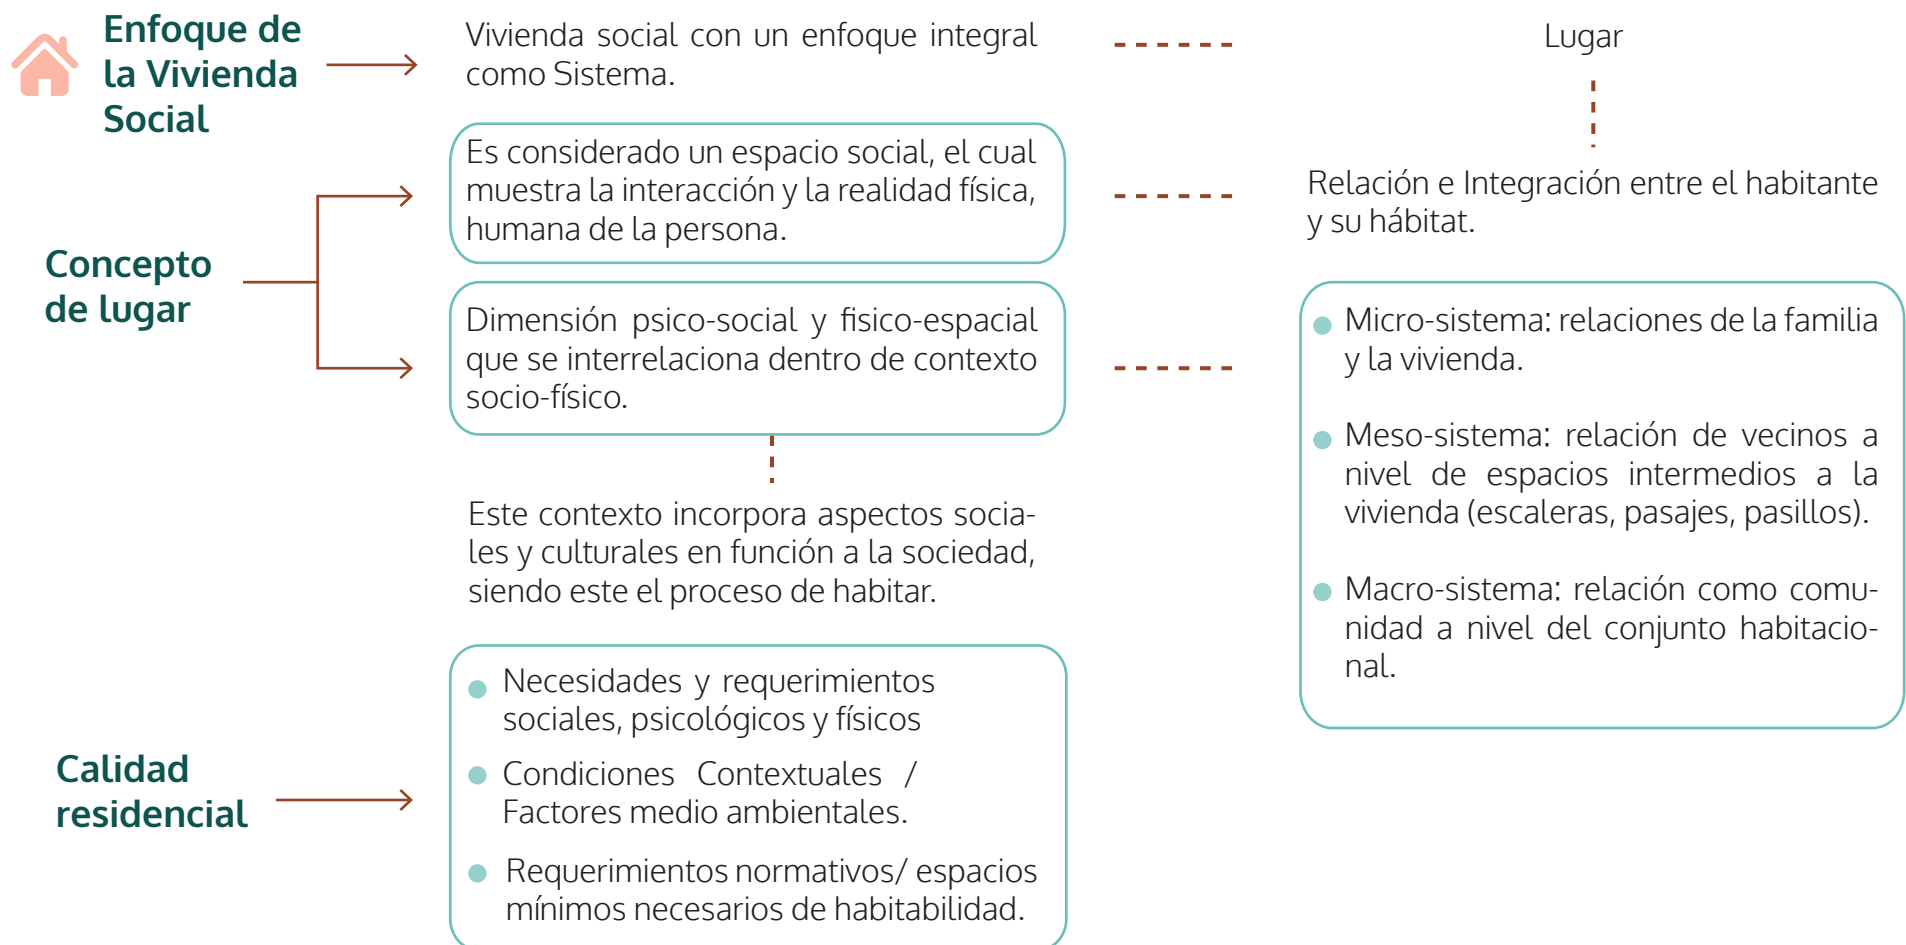 Enfoque de
la Vivienda
Social
Vivienda social con un enfoque integral
como Sistema.
Lugar
Concepto
de lugar
Es considerado un espacio social, el cual
muestra la interacción y la realidad física,
humana de la persona.
Relación e Integración entre el habitante
y su hábitat.
Dimensión psico-social y fisico-espacial
que se interrelaciona dentro de contexto
socio-físico.
Micro-sistema: relaciones de la familia
y la vivienda.
Meso-sistema: relación de vecinos a
nivel de espacios intermedios a la
vivienda (escaleras, pasajes, pasillos).
Macro-sistema: relación como comu-
nidad a nivel del conjunto habitacio-
nal.
Este contexto incorpora aspectos socia-
les y culturales en función a la sociedad,
siendo este el proceso de habitar.
Calidad
residencial
Necesidades y requerimientos
sociales, psicológicos y físicos
Condiciones Contextuales /
Factores medio ambientales.
Requerimientos normativos/ espacios
mínimos necesarios de habitabilidad.